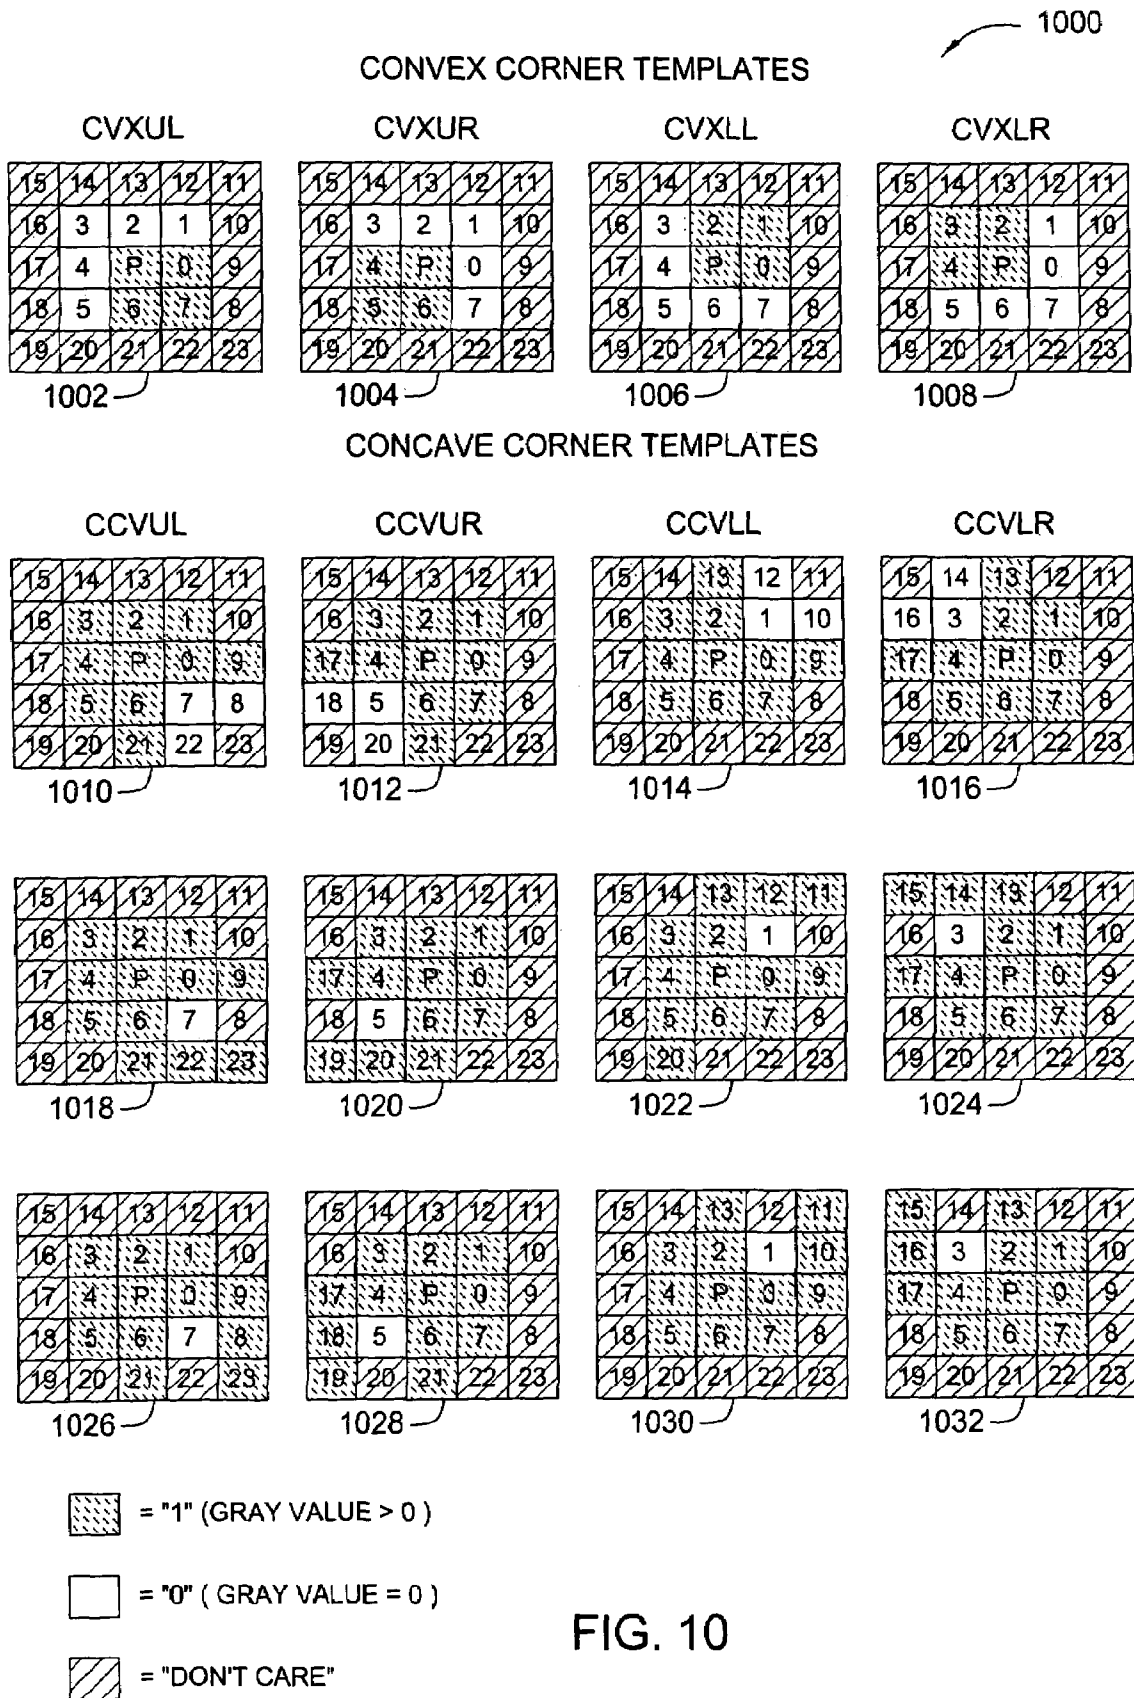 1000
CONVEX CORNER TEMPLATES
CVXUL CVXUR CVXLL CVXLR
15 14 13 12 11 15 14 13 12 11 15 14 13 12 11 15 14 13 12 11
16 3 2 1 10 16 3 2 1 10 16 3 2 1 10 16 3 2 1 10
17 4 P 0 9 17 4 P 0 9 17 4 P 0 9 17 4 P 0 9
18 5 6 7 8 18 5 6 7 8 18 5 6 7 8 18 5 6 7 8
19 20 21 22 23 19 20 21 22 23 19 20 21 22 23 19 20 21 22 23
1002 1004 1006 1008
CONCAVE CORNER TEMPLATES
CCVUL CCVUR CCVLL CCVLR
15 14 13 12 11 15 14 13 12 11 15 14 13 12 11 15 14 13 12 11
16 3 2 1 10 16 3 2 1 10 16 3 2 1 10 16 3 2 1 10
17 4 P 0 9 17 4 P 0 9 17 4 P 0 9 17 4 P 0 9
18 5 6 7 8 18 5 6 7 8 18 5 6 7 8 18 5 6 7 8
19 20 21 22 23 19 20 21 22 23 19 20 21 22 23 19 20 21 22 23
1010 1012 1014 1016
15 14 13 12 11 15 14 13 12 11 15 14 13 12 11 15 14 13 12 11
16 3 2 1 10 16 3 2 1 10 16 3 2 1 10 16 3 2 1 10
17 4 P 0 9 17 4 P 0 9 17 4 P 0 9 17 4 P 0 9
18 5 6 7 8 18 5 6 7 8 18 5 6 7 8 18 5 6 7 8
19 20 21 22 23 19 20 21 22 23 19 20 21 22 23 19 20 21 22 23
1018 1020 1022 1024
15 14 13 12 11 15 14 13 12 11 15 14 13 12 11 15 14 13 12 11
16 3 2 1 10 16 3 2 1 10 16 3 2 1 10 16 3 2 1 10
17 4 P 0 9 17 4 P 0 9 17 4 P 0 9 17 4 P 0 9
18 5 6 7 8 18 5 6 7 8 18 5 6 7 8 18 5 6 7 8
19 20 21 22 23 19 20 21 22 23 19 20 21 22 23 19 20 21 22 23
1026 1028 1030 1032
= "1" (GRAY VALUE > 0 )
= "0" ( GRAY VALUE = 0 )
= "DON'T CARE"
FIG. 10